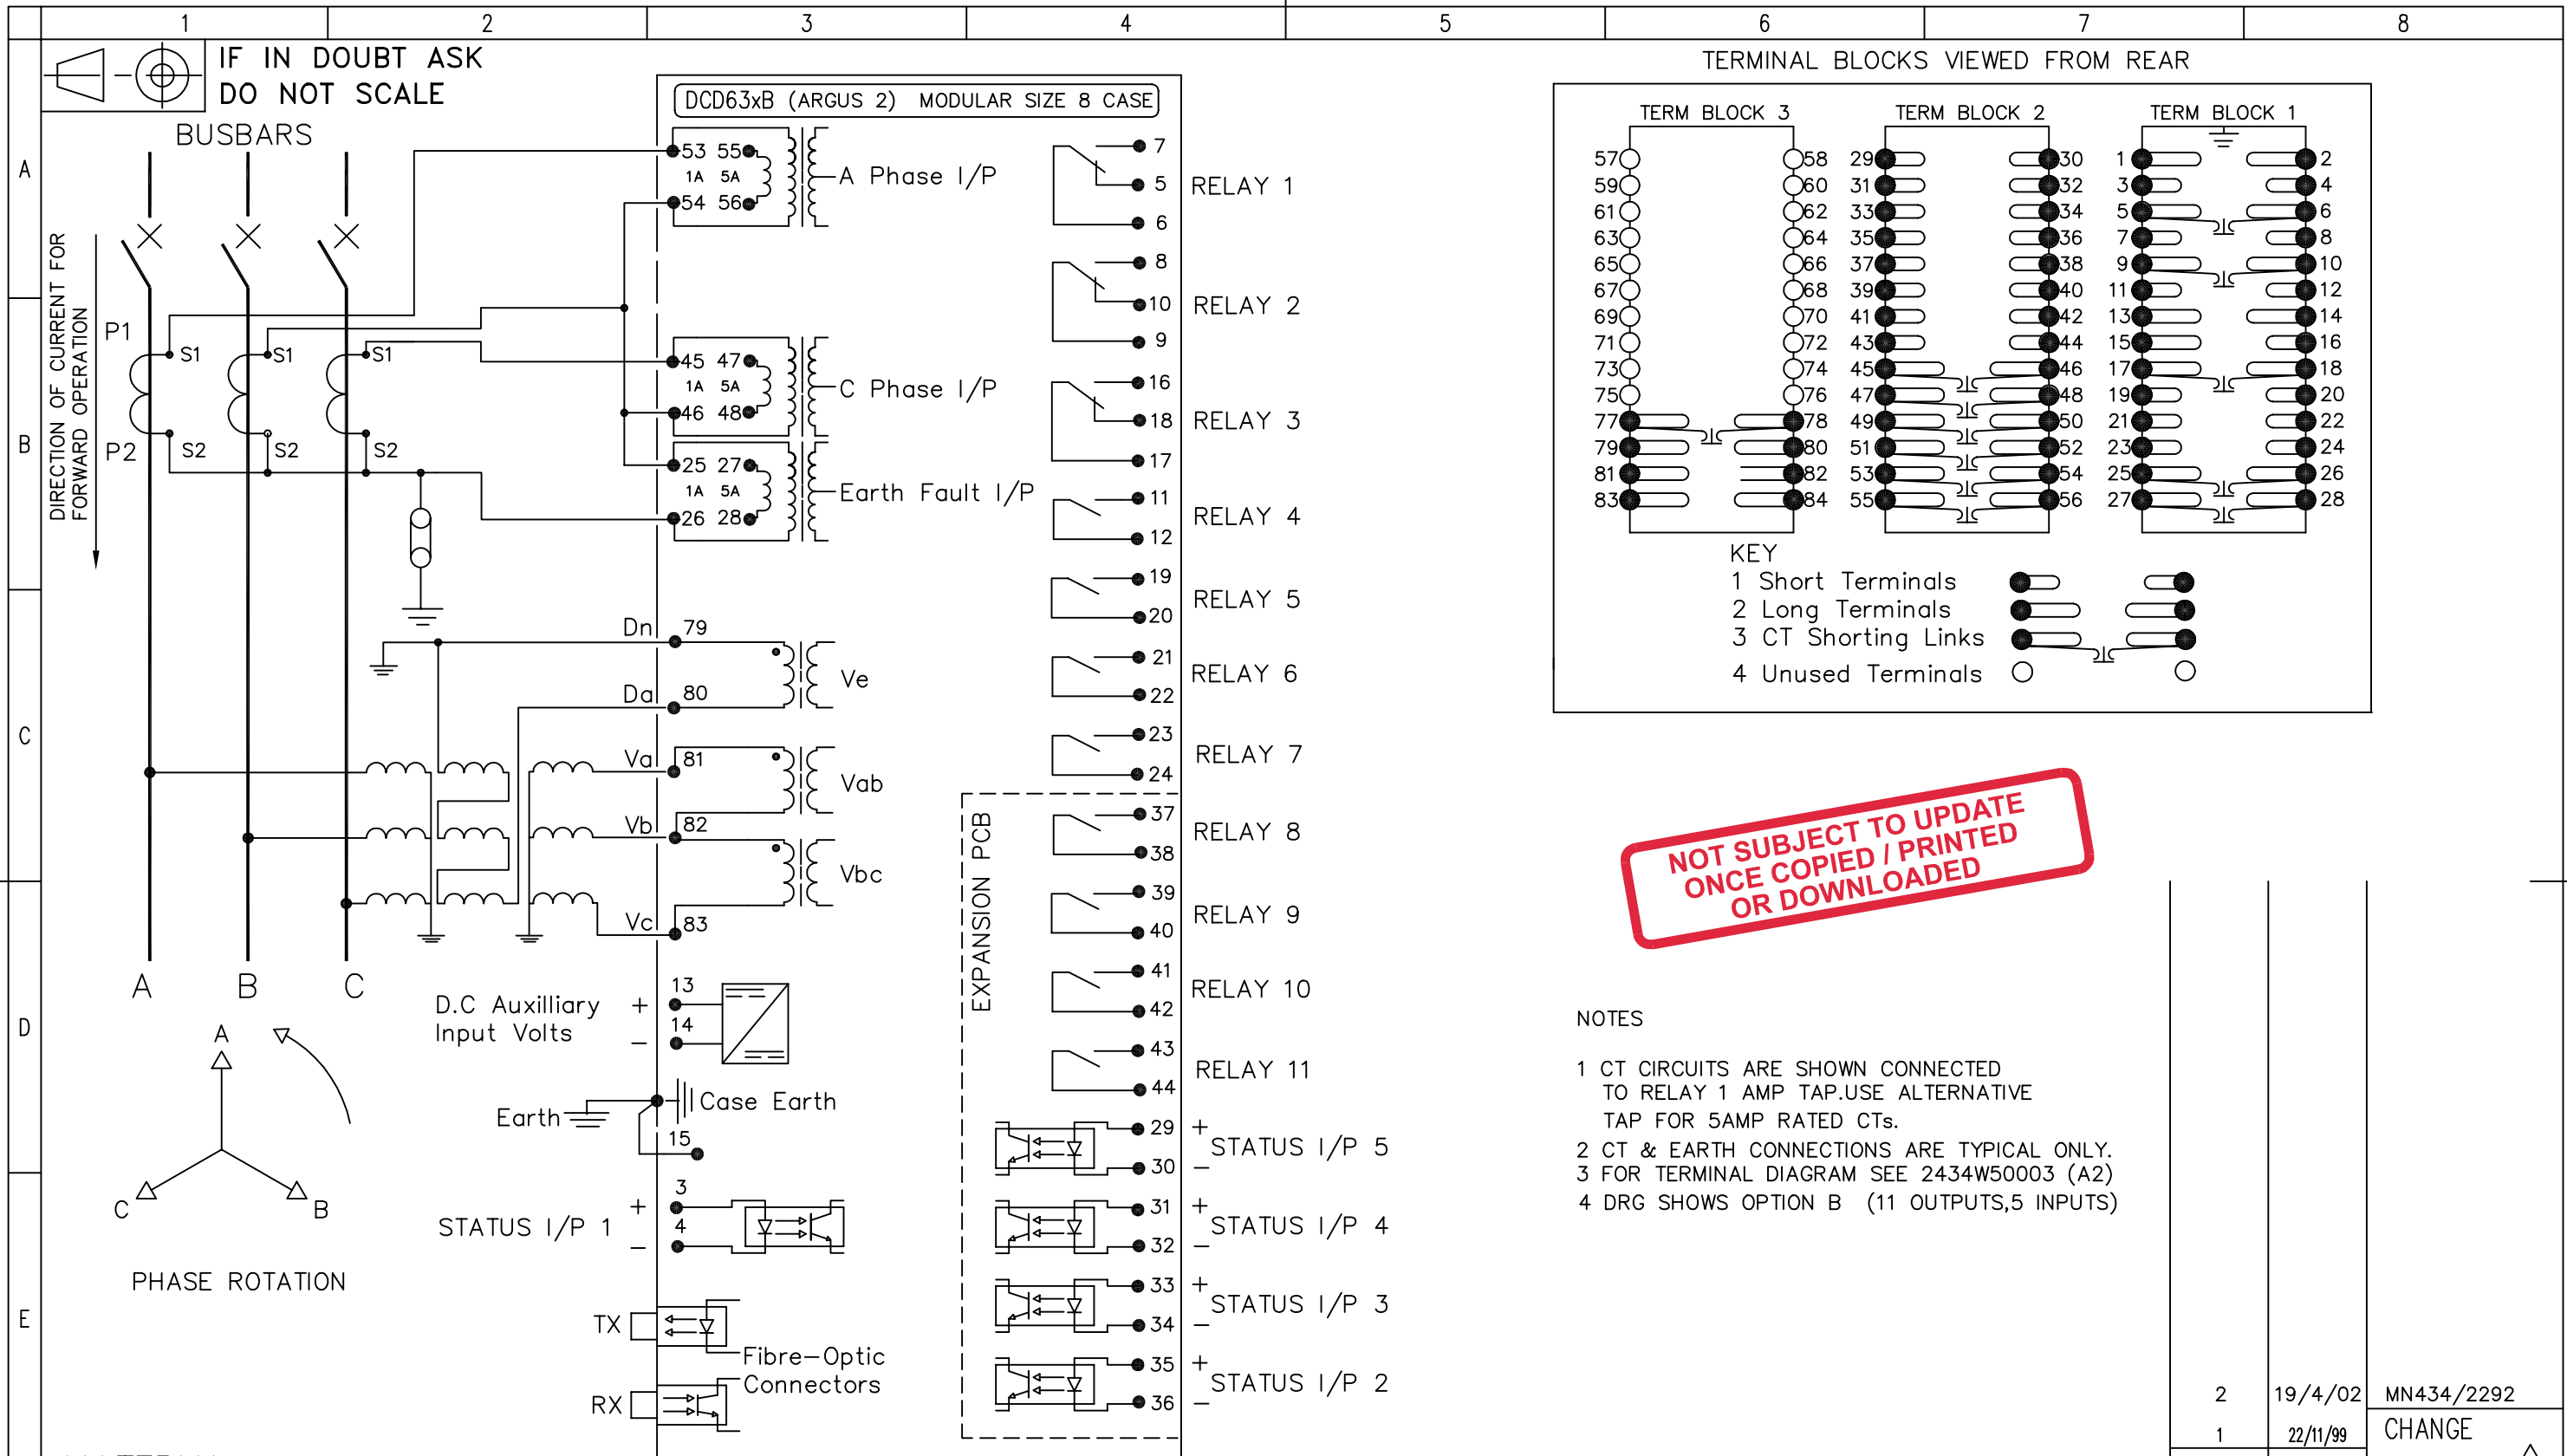 1 2 3 4 5 6 7 8
A
B
C
D
E
IF IN DOUBT ASK
DO NOT SCALE
BUSBARS
DIRECTION OF CURRENT FOR
FORWARD OPERATION
P1
P2
S1 S1 S1
S2 S2 S2
A B C
A
C
B
PHASE ROTATION
DCD63xB (ARGUS 2) MODULAR SIZE 8 CASE
53 55
1A 5A
54 56
A Phase I/P
45 47
1A 5A
46 48
C Phase I/P
25 27
1A 5A
26 28
Earth Fault I/P
Dn 79
Da 80
Ve
Va 81
Vab
Vb 82
Vbc
Vc 83
D.C Auxilliary
Input Volts
+ 13
– 14
Earth
Case Earth
15
STATUS I/P 1
+ 3
– 4
TX
RX
Fibre–Optic
Connectors
7
5
6
RELAY 1
8
10
9
RELAY 2
16
18
17
RELAY 3
11
12
RELAY 4
19
20
RELAY 5
21
22
RELAY 6
23
24
RELAY 7
EXPANSION PCB
37
38
RELAY 8
39
40
RELAY 9
41
42
RELAY 10
43
44
RELAY 11
29 +
30 –
STATUS I/P 5
31 +
32 –
STATUS I/P 4
33 +
34 –
STATUS I/P 3
35 +
36 –
STATUS I/P 2
TERMINAL BLOCKS VIEWED FROM REAR
TERM BLOCK 3 TERM BLOCK 2 TERM BLOCK 1
57 58 29 30 1 2
59 60 31 32 3 4
61 62 33 34 5 6
63 64 35 36 7 8
65 66 37 38 9 10
67 68 39 40 11 12
69 70 41 42 13 14
71 72 43 44 15 16
73 74 45 46 17 18
75 76 47 48 19 20
77 78 49 50 21 22
79 80 51 52 23 24
81 82 53 54 25 26
83 84 55 56 27 28
KEY
1 Short Terminals
2 Long Terminals
3 CT Shorting Links
4 Unused Terminals
NOT SUBJECT TO UPDATE
ONCE COPIED / PRINTED
OR DOWNLOADED
NOTES
1 CT CIRCUITS ARE SHOWN CONNECTED
TO RELAY 1 AMP TAP.USE ALTERNATIVE
TAP FOR 5AMP RATED CTs.
2 CT & EARTH CONNECTIONS ARE TYPICAL ONLY.
3 FOR TERMINAL DIAGRAM SEE 2434W50003 (A2)
4 DRG SHOWS OPTION B (11 OUTPUTS,5 INPUTS)
2 19/4/02 MN434/2292
1 22/11/99 CHANGE